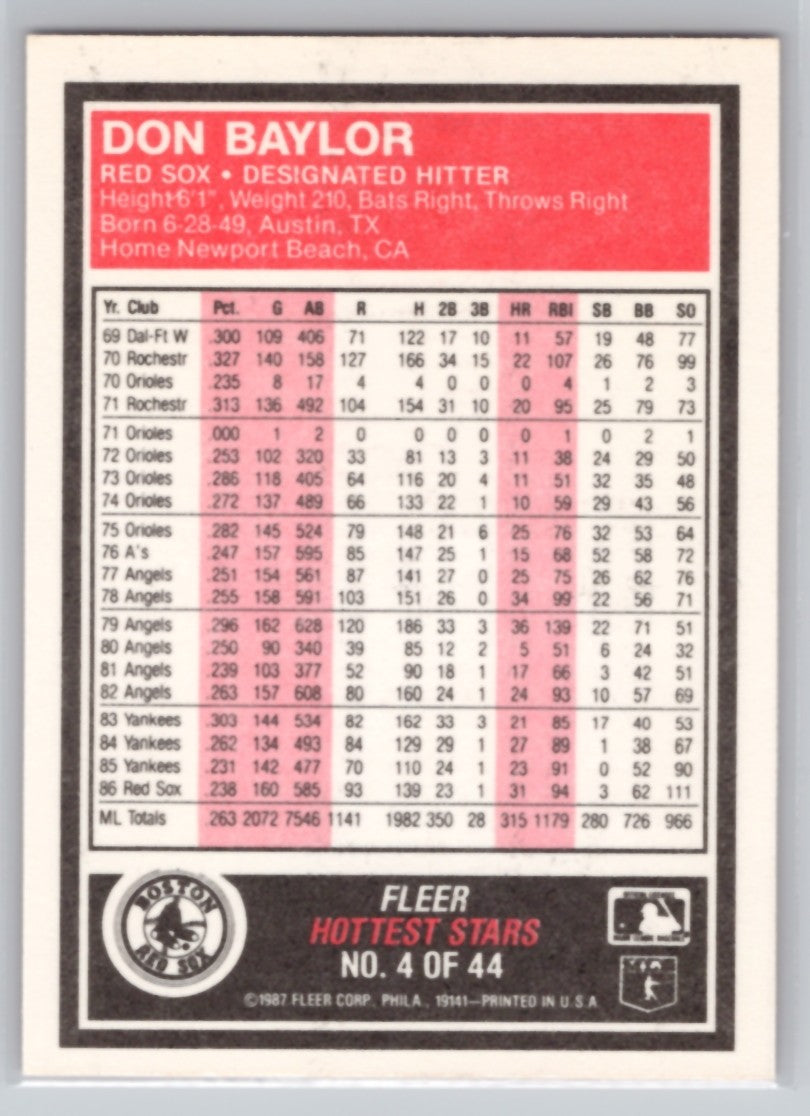 DON BAYLOR
RED SOX • DESIGNATED HITTER
Height 6'1", Weight 210, Bats Right, Throws Right
Born 6-28-49, Austin, TX
Home Newport Beach, CA
Yr. Club Pct. G AB R H 2B 3B HR RBI SB BB SO
69 Dal-Ft W .300 109 406 71 122 17 10 11 57 19 48 77
70 Rochestr .327 140 158 127 166 34 15 22 107 26 76 99
70 Orioles .235 8 17 4 4 0 0 0 4 1 2 3
71 Rochestr .313 136 492 104 154 31 10 20 95 25 79 73
71 Orioles .000 1 2 0 0 0 0 0 1 0 2 1
72 Orioles .253 102 320 33 81 13 3 11 38 24 29 50
73 Orioles .286 118 405 64 116 20 4 11 51 32 35 48
74 Orioles .272 137 489 66 133 22 1 10 59 29 43 56
75 Orioles .282 145 524 79 148 21 6 25 76 32 53 64
76 A's .247 157 595 85 147 25 1 15 68 52 58 72
77 Angels .251 154 561 87 141 27 0 25 75 26 62 76
78 Angels .255 158 591 103 151 26 0 34 99 22 56 71
79 Angels .296 162 628 120 186 33 3 36 139 22 71 51
80 Angels .250 90 340 39 85 12 2 5 51 6 24 32
81 Angels .239 103 377 52 90 18 1 17 66 3 42 51
82 Angels .263 157 608 80 160 24 1 24 93 10 57 69
83 Yankees .303 144 534 82 162 33 3 21 85 17 40 53
84 Yankees .262 134 493 84 129 29 1 27 89 1 38 67
85 Yankees .231 142 477 70 110 24 1 23 91 0 52 90
86 Red Sox .238 160 585 93 139 23 1 31 94 3 62 111
ML Totals .263 2072 7546 1141 1982 350 28 315 1179 280 726 966
BOSTON
RED SOX
FLEER
HOTTEST STARS
NO. 4 OF 44
©1987 FLEER CORP. PHILA., 19141—PRINTED IN U.S.A.